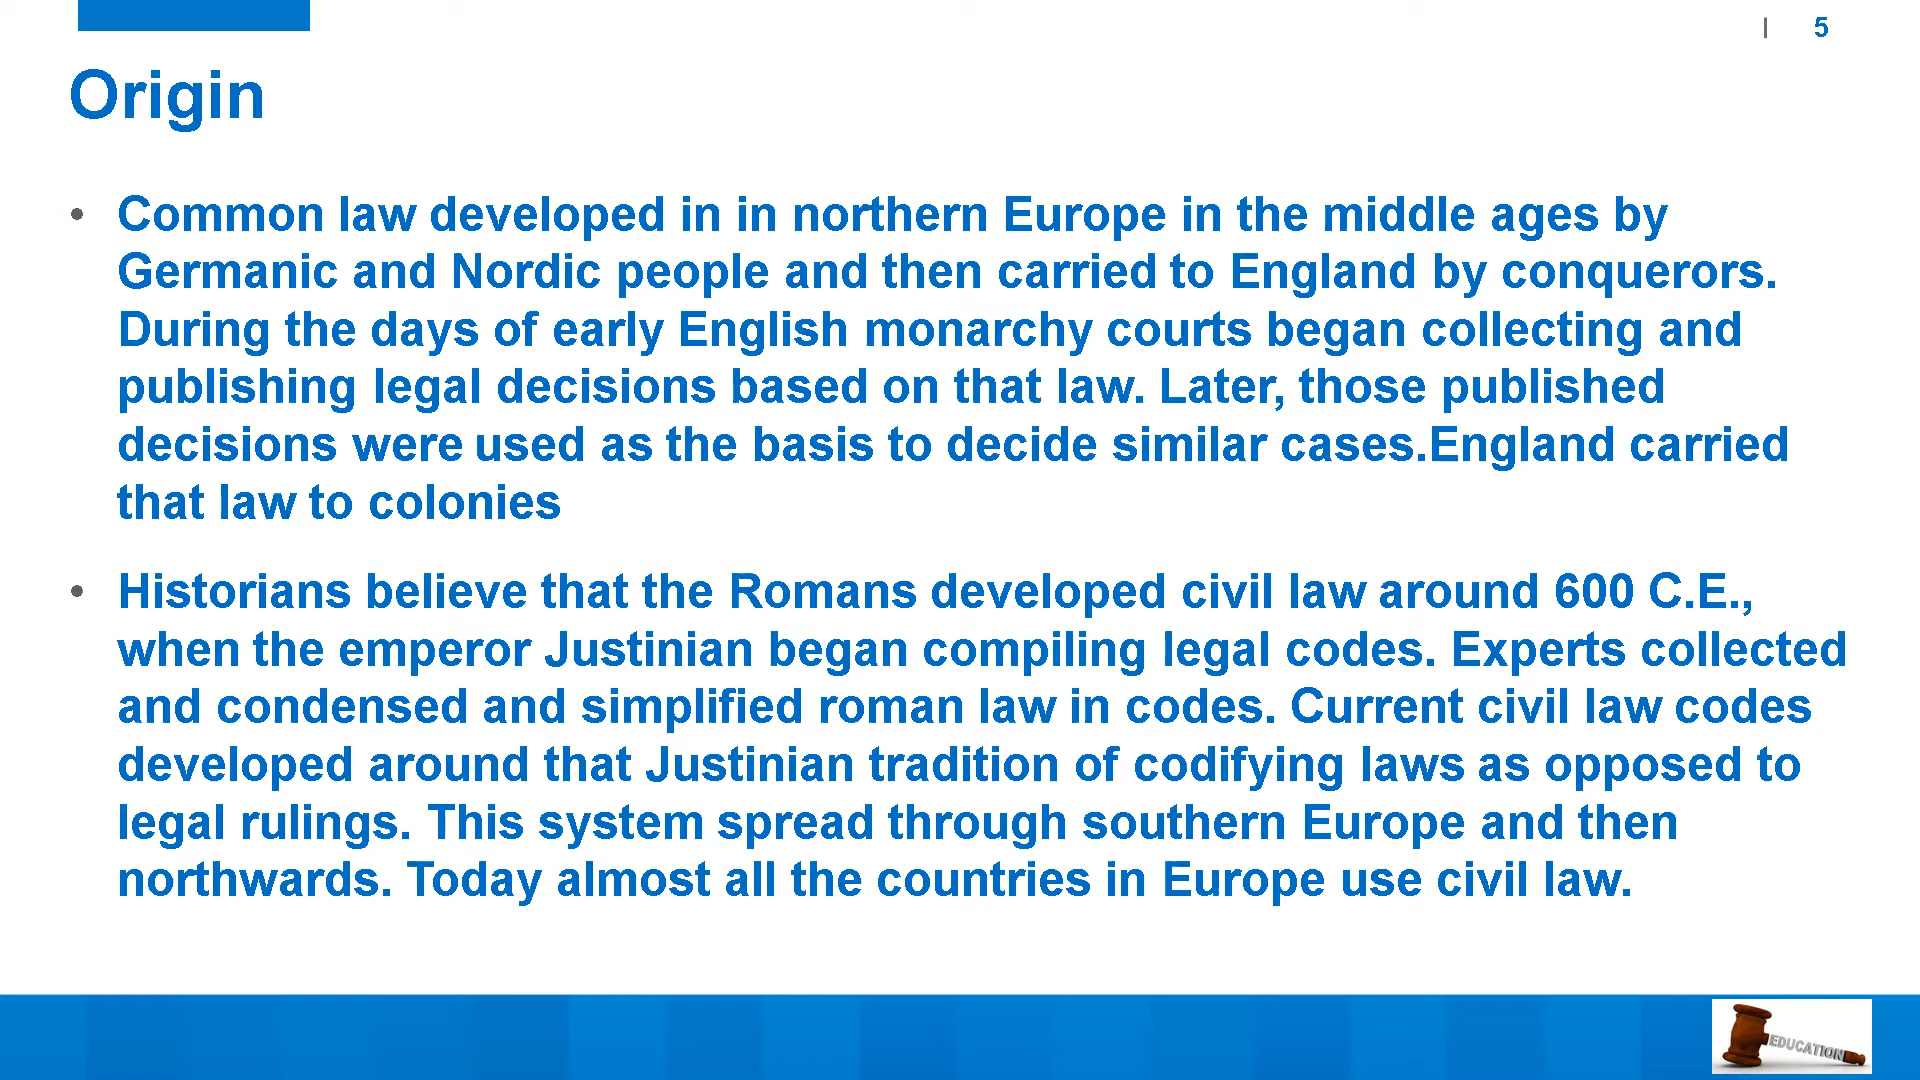 | 5
Origin
• Common law developed in in northern Europe in the middle ages by
Germanic and Nordic people and then carried to England by conquerors.
During the days of early English monarchy courts began collecting and
publishing legal decisions based on that law. Later, those published
decisions were used as the basis to decide similar cases.England carried
that law to colonies
• Historians believe that the Romans developed civil law around 600 C.E.,
when the emperor Justinian began compiling legal codes. Experts collected
and condensed and simplified roman law in codes. Current civil law codes
developed around that Justinian tradition of codifying laws as opposed to
legal rulings. This system spread through southern Europe and then
northwards. Today almost all the countries in Europe use civil law.
EDUCATION